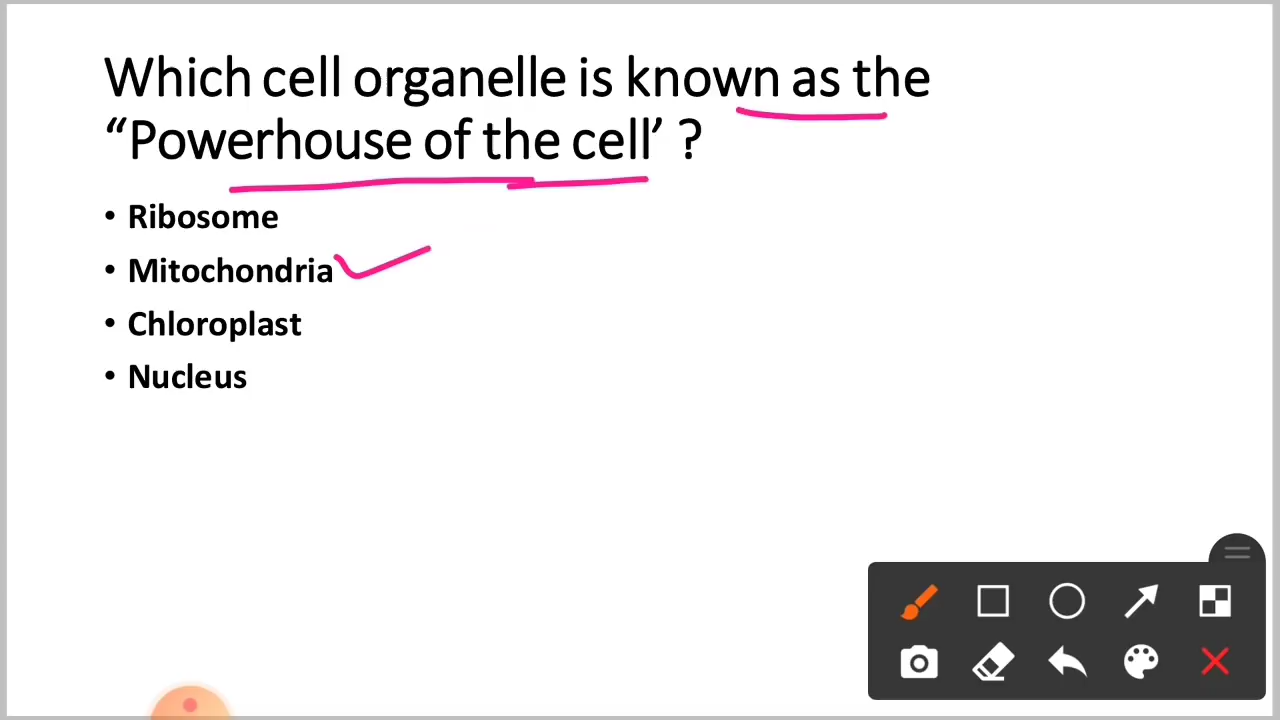 Which cell organelle is known as the
“Powerhouse of the cell’ ?
• Ribosome
• Mitochondria
• Chloroplast
• Nucleus